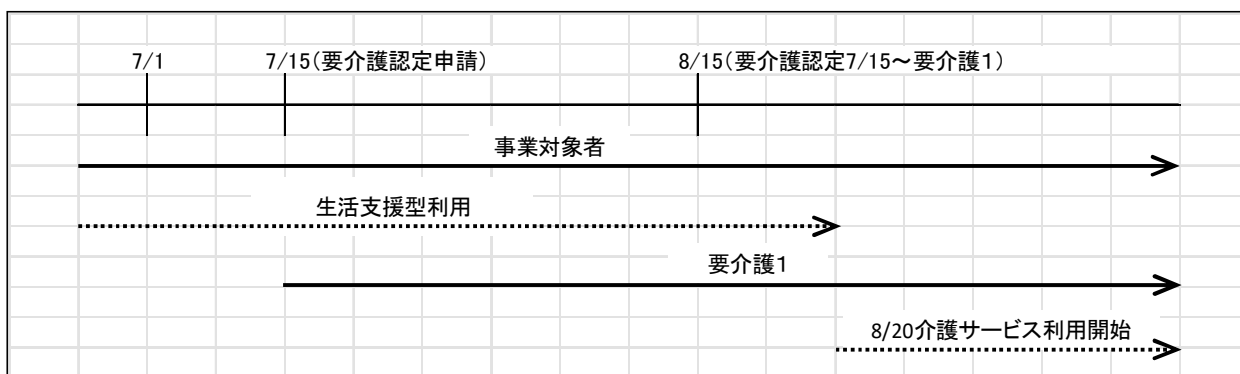 7/1
7/15(要介護認定申請)
8/15(要介護認定7/15～要介護1)
事業対象者
生活支援型利用
要介護1
8/20介護サービス利用開始